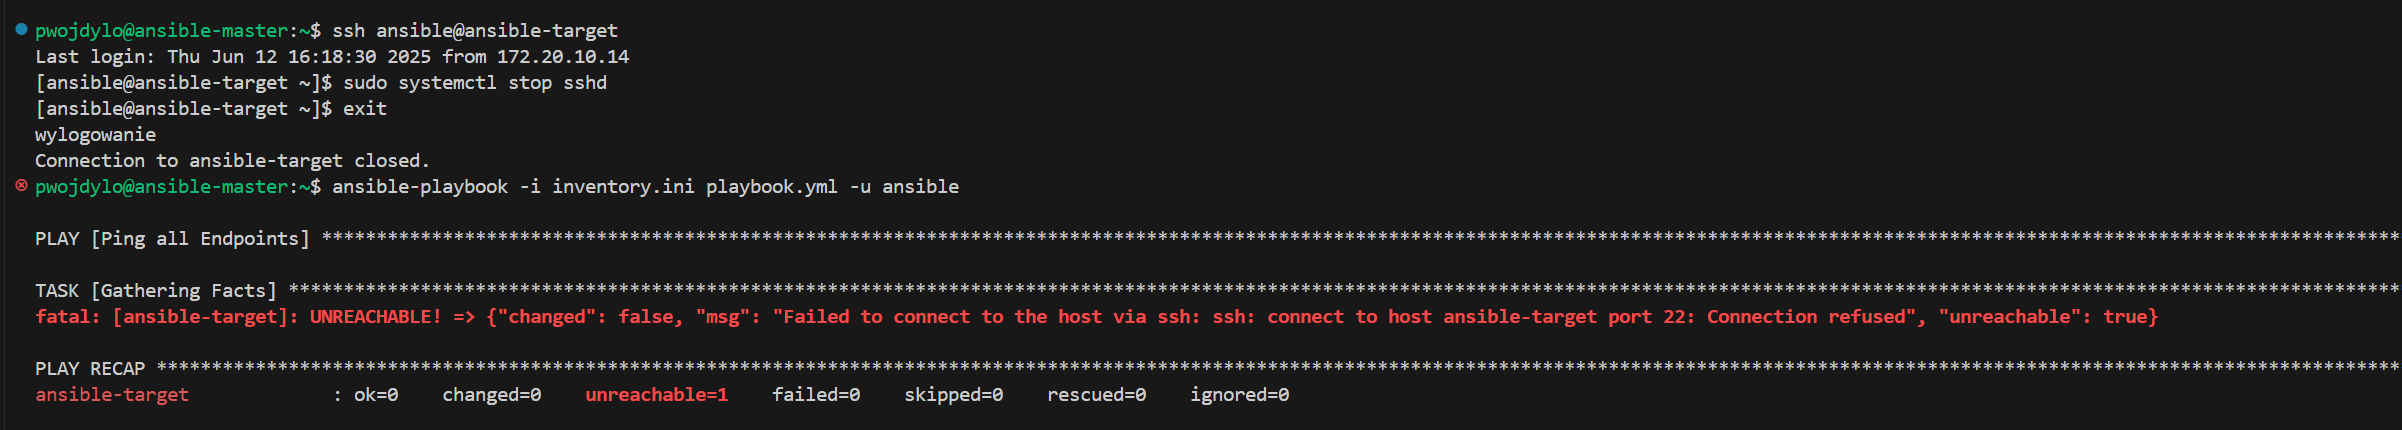 pwojdylo@ansible-master:~$ ssh ansible@ansible-target
Last login: Thu Jun 12 16:18:30 2025 from 172.20.10.14
[ansible@ansible-target ~]$ sudo systemctl stop sshd
[ansible@ansible-target ~]$ exit
wylogowanie
Connection to ansible-target closed.
pwojdylo@ansible-master:~$ ansible-playbook -i inventory.ini playbook.yml -u ansible
PLAY [Ping all Endpoints] ****************************************************************************************************************************************************************************************
TASK [Gathering Facts] *******************************************************************************************************************************************************************************************
fatal: [ansible-target]: UNREACHABLE! => {"changed": false, "msg": "Failed to connect to the host via ssh: ssh: connect to host ansible-target port 22: Connection refused", "unreachable": true}
PLAY RECAP *******************************************************************************************************************************************************************************************************
ansible-target             : ok=0    changed=0    unreachable=1    failed=0    skipped=0    rescued=0    ignored=0